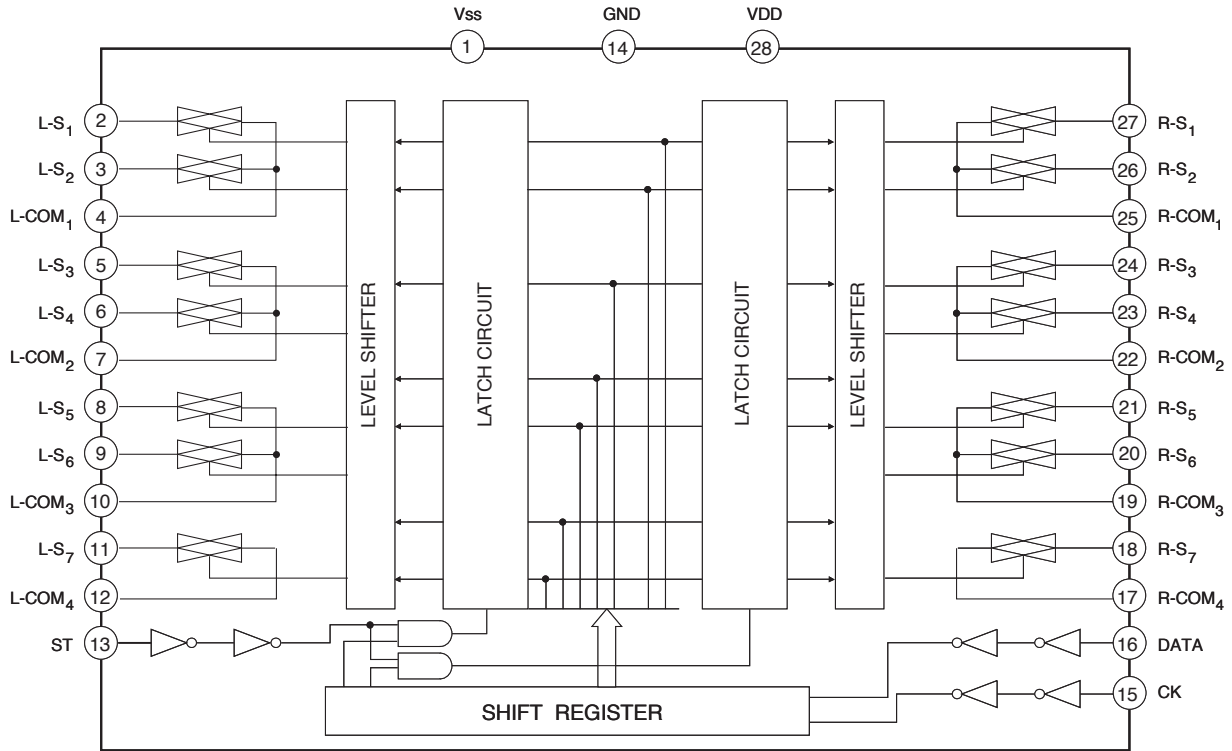 Vss GND VDD
1 14 28
L-S1 2 27 R-S1
L-S2 3 26 R-S2
L-COM1 4 25 R-COM1
L-S3 5 24 R-S3
L-S4 6 23 R-S4
L-COM2 7 22 R-COM2
L-S5 8 21 R-S5
L-S6 9 20 R-S6
L-COM3 10 19 R-COM3
L-S7 11 18 R-S7
L-COM4 12 17 R-COM4
ST 13 16 DATA
15 CK
LEVEL SHIFTER
LATCH CIRCUIT
LATCH CIRCUIT
LEVEL SHIFTER
SHIFT REGISTER